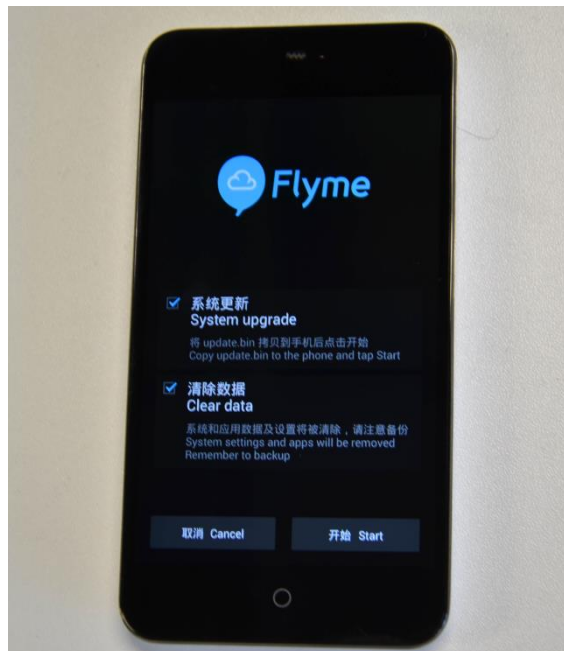 Flyme
系统更新
System upgrade
将 update.bin 拷贝到手机后点击开始
Copy update.bin to the phone and tap Start
清除数据
Clear data
系统和应用数据及设置将被清除，请注意备份
System settings and apps will be removed
Remember to backup
取消 Cancel
开始 Start